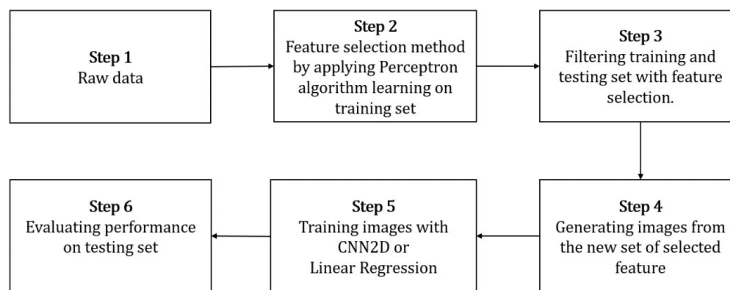 Step 1
Raw data
Step 2
Feature selection method
by applying Perceptron
algorithm learning on
training set
Step 3
Filtering training and
testing set with feature
selection.
Step 4
Generating images from
the new set of selected
feature
Step 5
Training images with
CNN2D or
Linear Regression
Step 6
Evaluating performance
on testing set